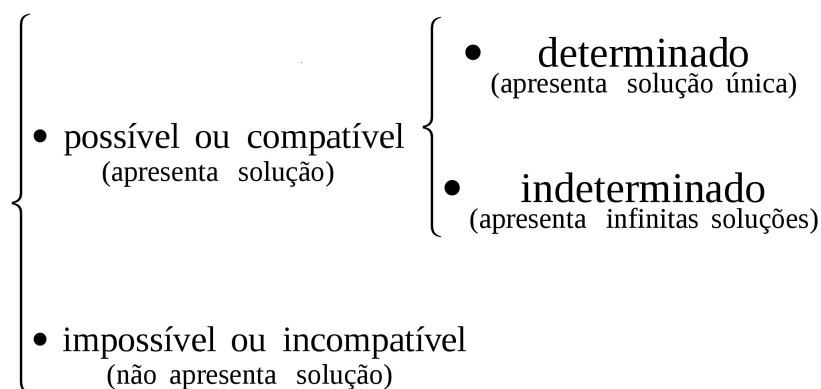 • determinado
(apresenta solução única)
• possível ou compatível
(apresenta solução)
• indeterminado
(apresenta infinitas soluções)
• impossível ou incompatível
(não apresenta solução)